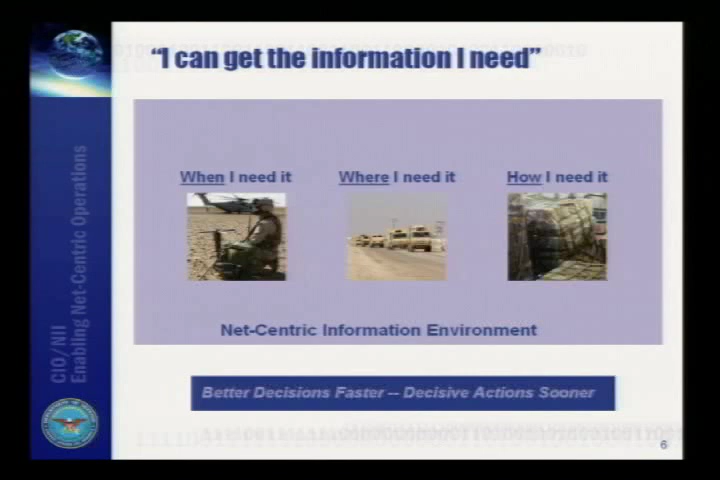 “I can get the information I need”
When I need it
Where I need it
How I need it
Net-Centric Information Environment
Better Decisions Faster -- Decisive Actions Sooner
CIO/NII
Enabling Net-Centric Operations
6